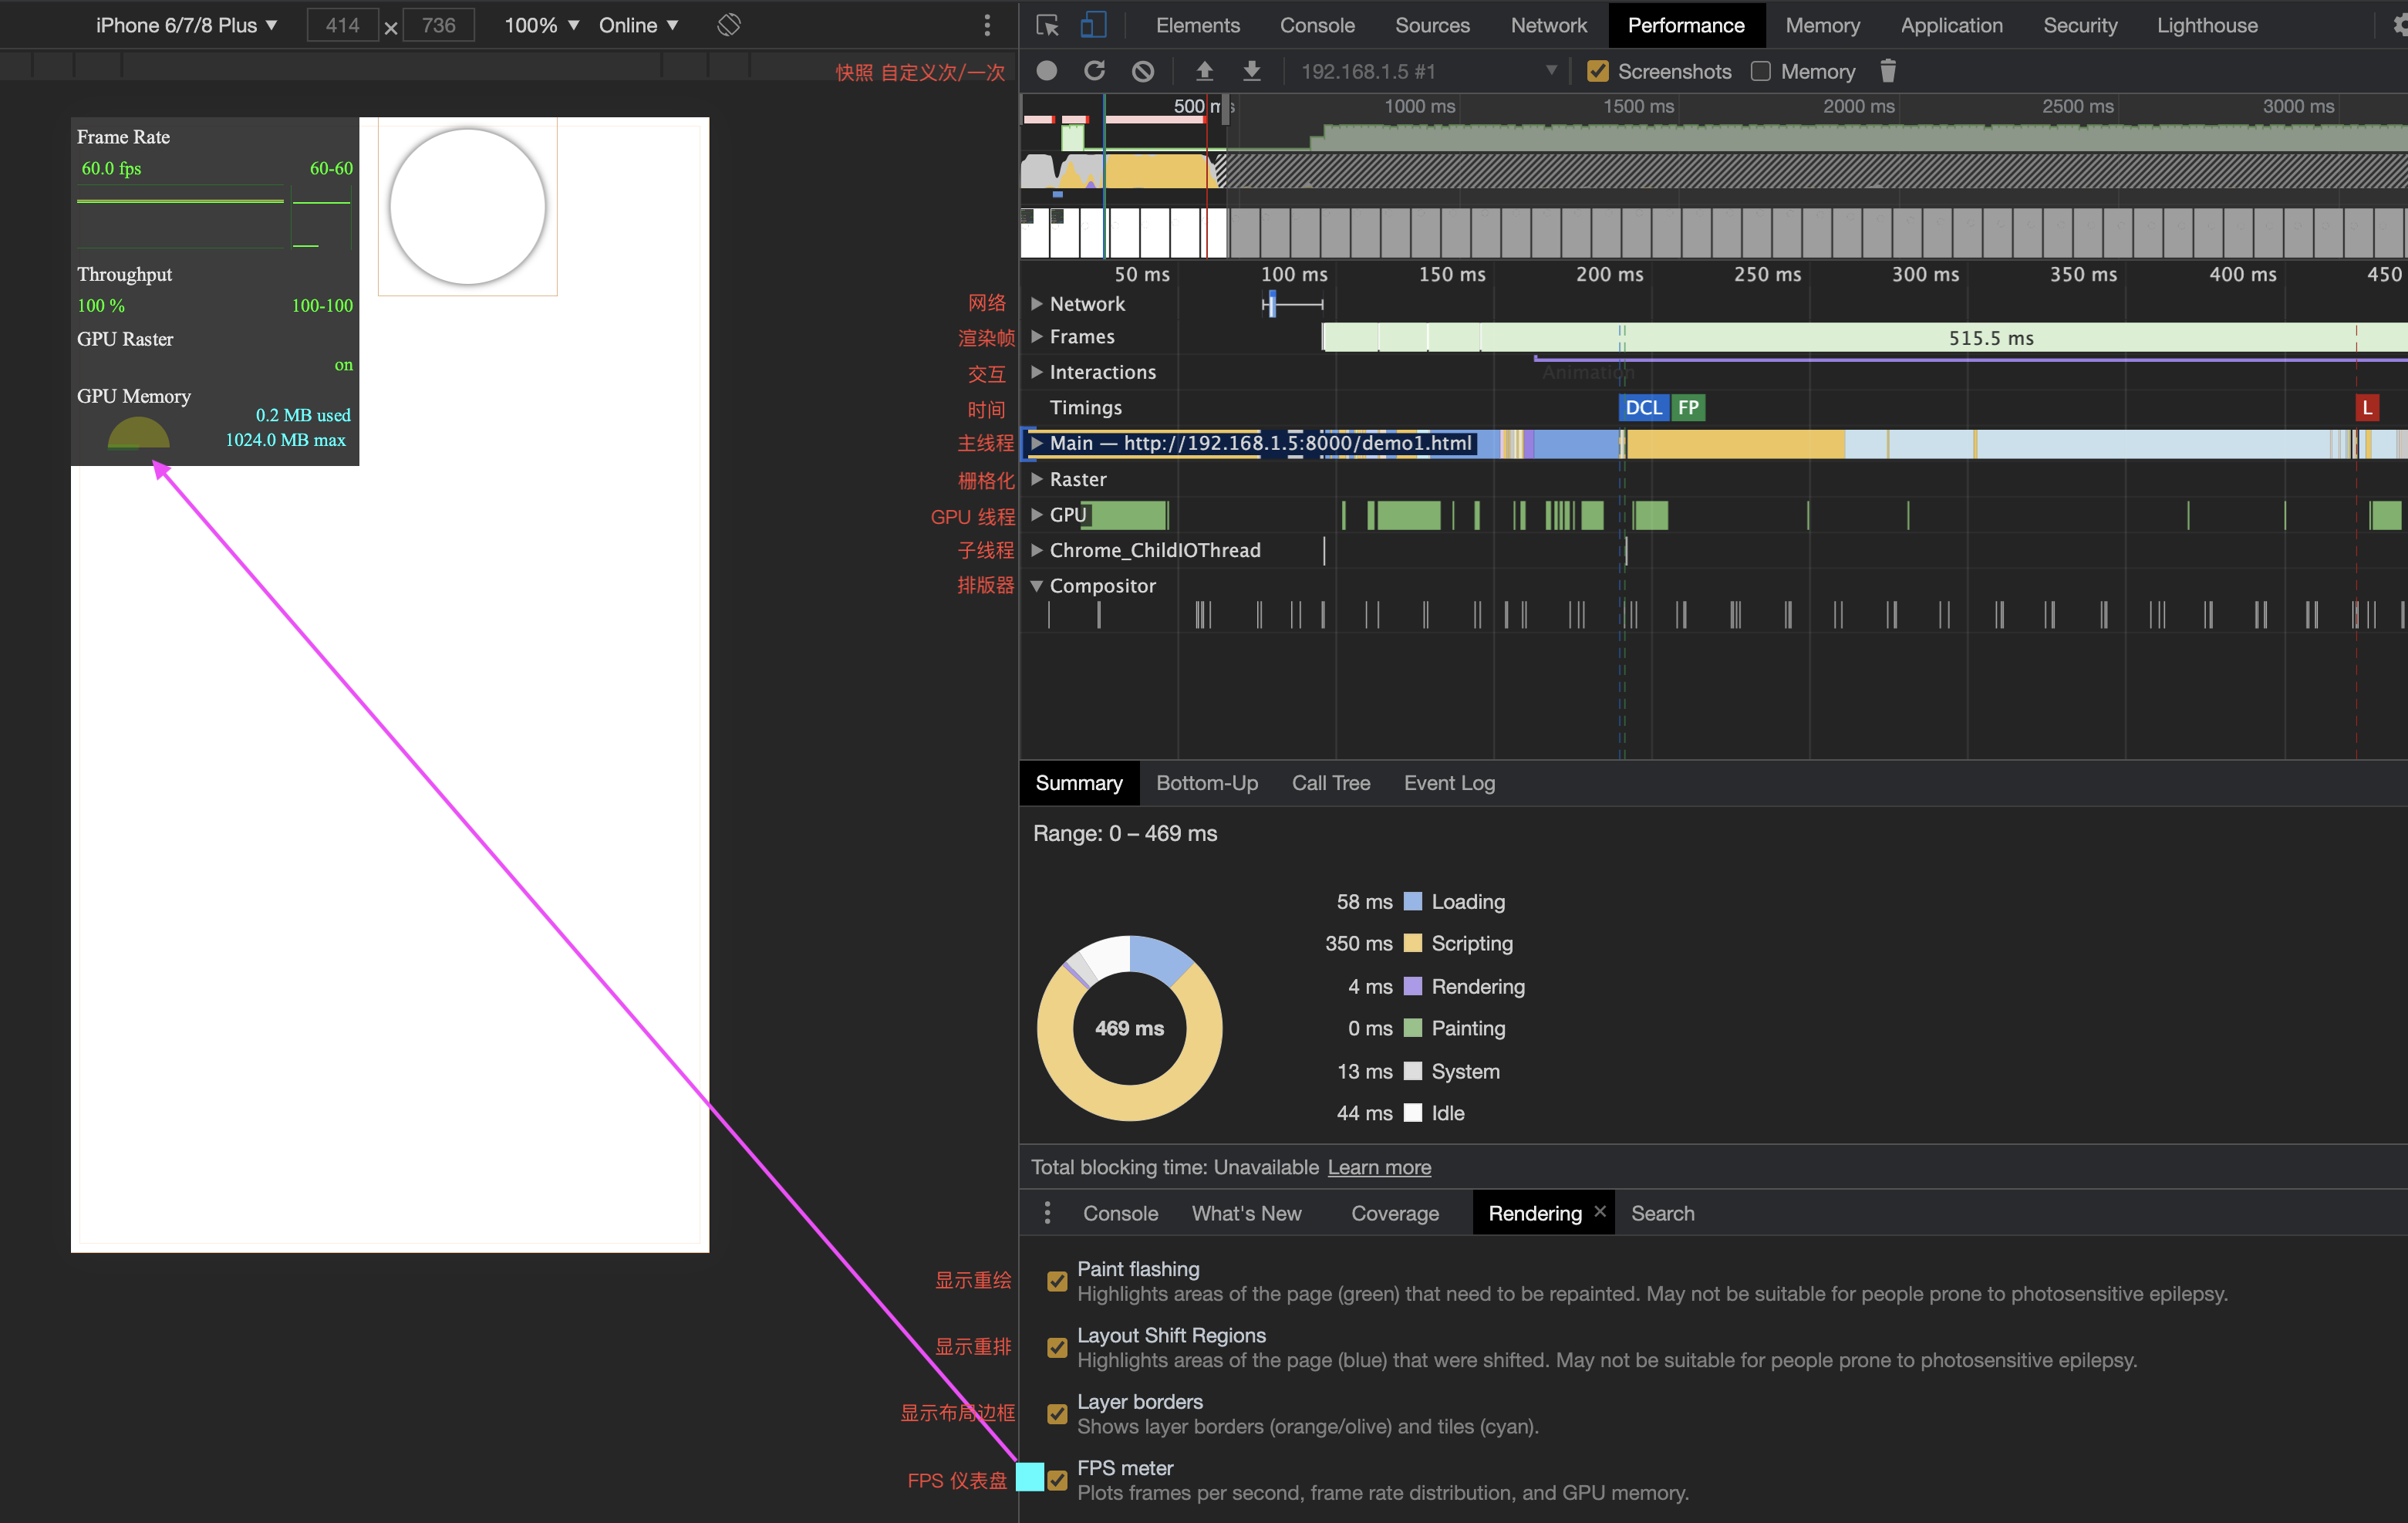 iPhone 6/7/8 Plus ▼ 414 × 736 100% ▼ Online ▼
Elements Console Sources Network Performance Memory Application Security Lighthouse
快照 自定义次/一次
192.168.1.5 #1 Screenshots Memory
500 ms 1000 ms 1500 ms 2000 ms 2500 ms 3000 ms
Frame Rate
60.0 fps 60-60
Throughput
100 % 100-100
GPU Raster
on
GPU Memory
0.2 MB used
1024.0 MB max
50 ms 100 ms 150 ms 200 ms 250 ms 300 ms 350 ms 400 ms 450
网络 Network
渲染帧 Frames 515.5 ms
交互 Interactions Animation
时间 Timings DCL FP L
主线程 Main — http://192.168.1.5:8000/demo1.html
栅格化 Raster
GPU 线程 GPU
子线程 Chrome_ChildIOThread
排版器 Compositor
Summary Bottom-Up Call Tree Event Log
Range: 0 – 469 ms
58 ms Loading
350 ms Scripting
4 ms Rendering
469 ms
0 ms Painting
13 ms System
44 ms Idle
Total blocking time: Unavailable Learn more
Console What's New Coverage Rendering × Search
显示重绘 Paint flashing
Highlights areas of the page (green) that need to be repainted. May not be suitable for people prone to photosensitive epilepsy.
显示重排 Layout Shift Regions
Highlights areas of the page (blue) that were shifted. May not be suitable for people prone to photosensitive epilepsy.
显示布局边框 Layer borders
Shows layer borders (orange/olive) and tiles (cyan).
FPS 仪表盘 FPS meter
Plots frames per second, frame rate distribution, and GPU memory.